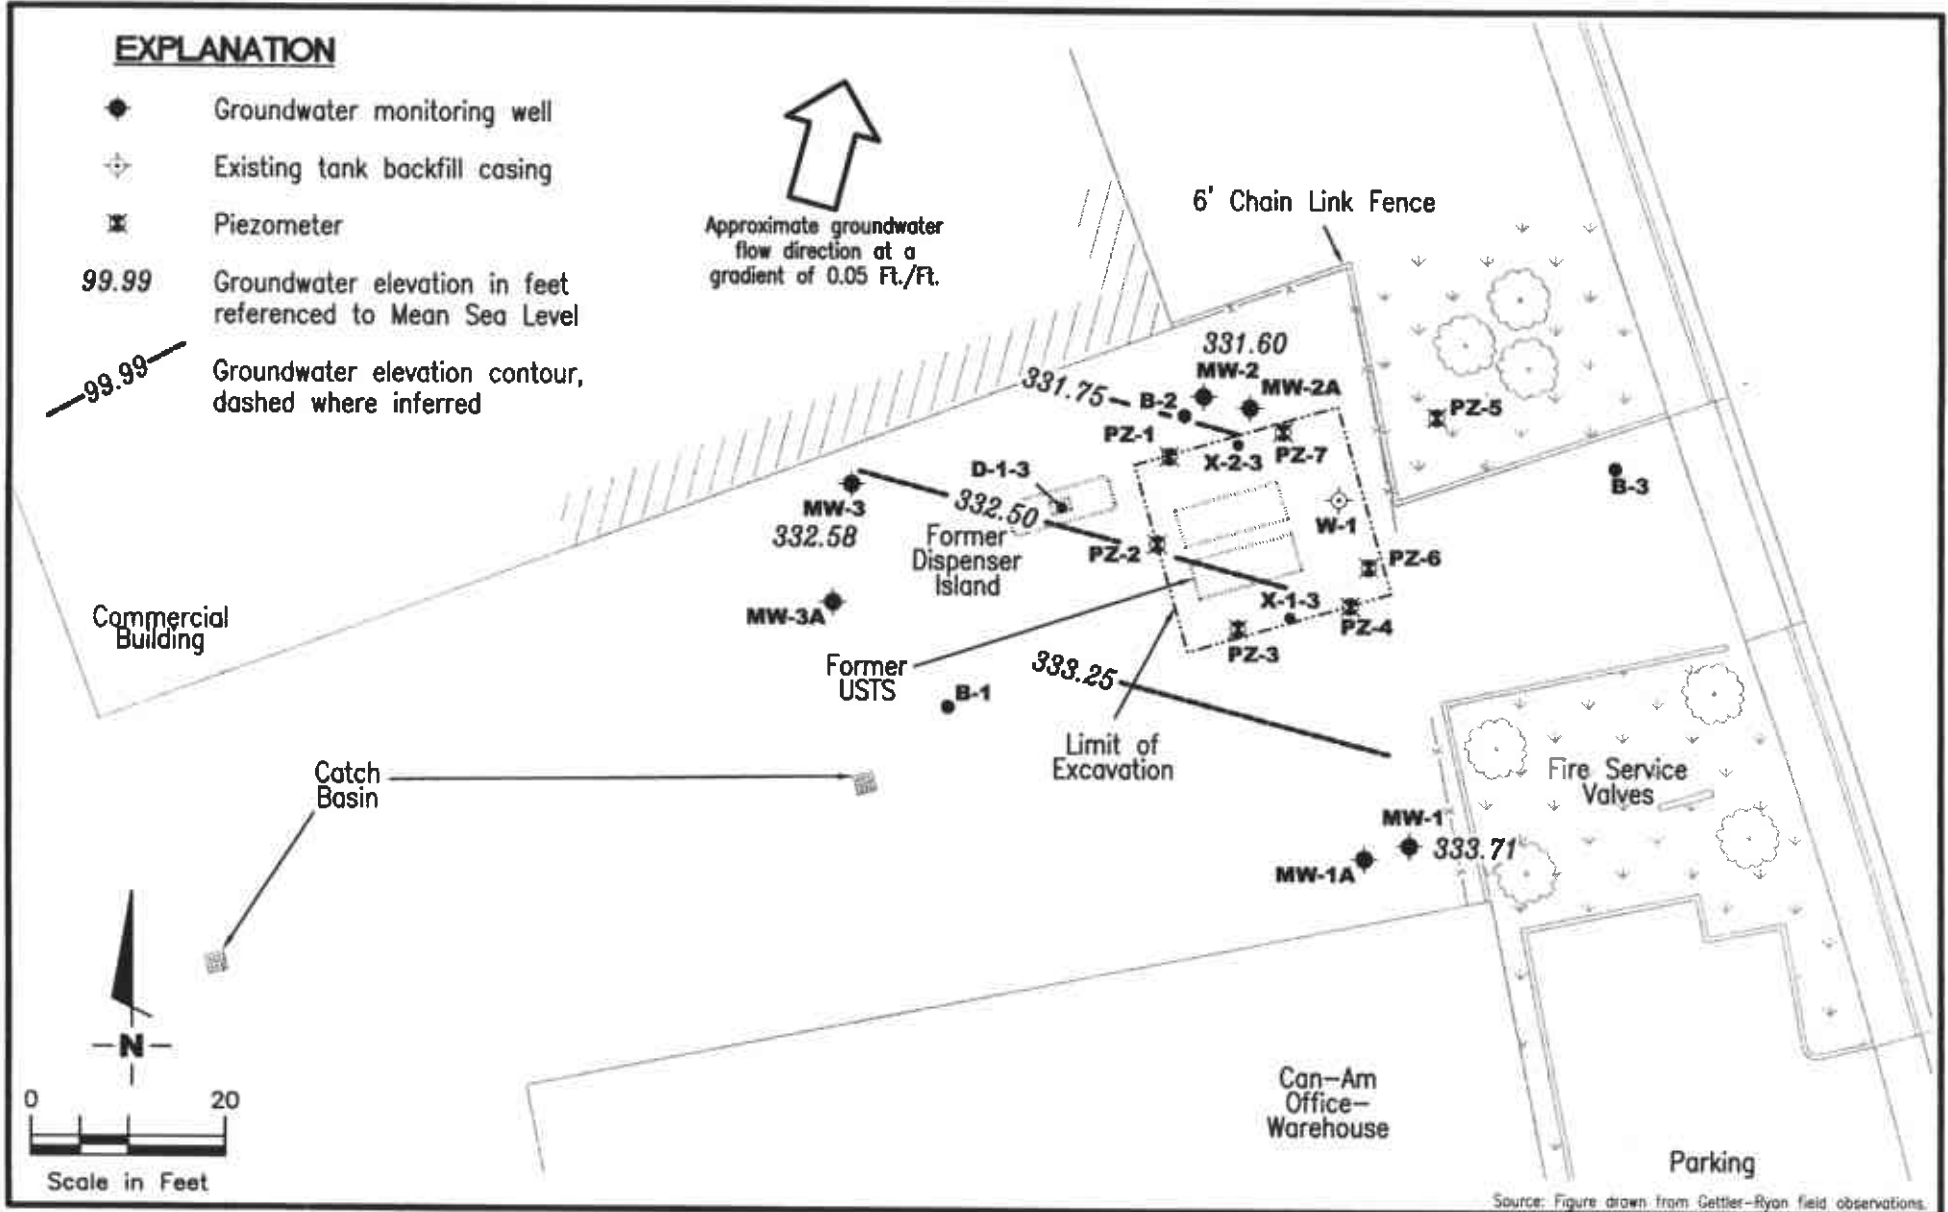 EXPLANATION
Groundwater monitoring well
Existing tank backfill casing
Piezometer
99.99
Groundwater elevation in feet
referenced to Mean Sea Level
99.99
Groundwater elevation contour,
dashed where inferred
Approximate groundwater
flow direction at a
gradient of 0.05 Ft./Ft.
6' Chain Link Fence
331.60
MW-2
MW-2A
331.75
B-2
PZ-1
X-2-3
PZ-7
PZ-5
B-3
D-1-3
MW-3
332.58
332.50
Former
Dispenser
Island
PZ-2
W-1
PZ-6
X-1-3
PZ-4
PZ-3
MW-3A
Commercial
Building
Former
USTS
333.25
B-1
Limit of
Excavation
Catch
Basin
Fire Service
Valves
MW-1
333.71
MW-1A
N
0 20
Scale in Feet
Can-Am
Office-
Warehouse
Parking
Source: Figure drawn from Gettler-Ryan field observations.